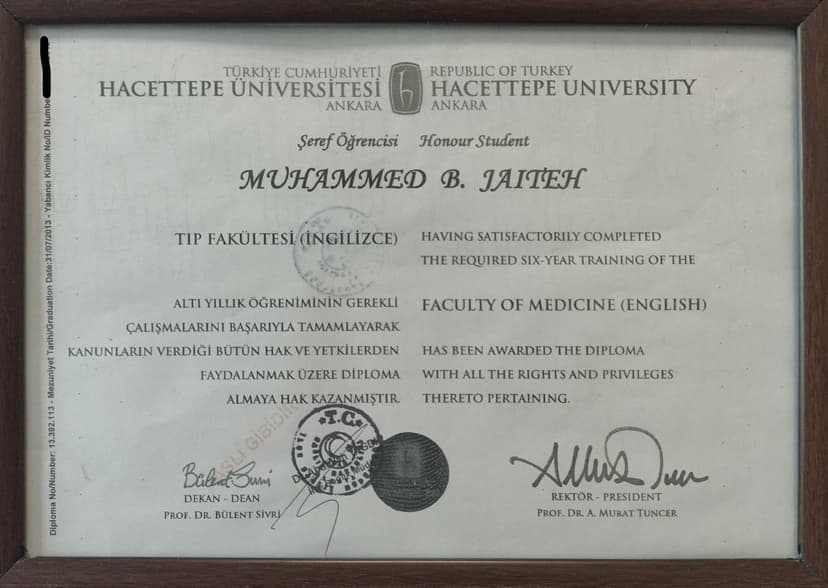 TÜRKİYE CUMHURİYETİ
HACETTEPE ÜNİVERSİTESİ
ANKARA
REPUBLIC OF TURKEY
HACETTEPE UNIVERSITY
ANKARA
Şeref Öğrencisi Honour Student
MUHAMMED B. JAITEH
TIP FAKÜLTESİ (İNGİLİZCE)
ALTI YILLIK ÖĞRENİMİNİN GEREKLİ
ÇALIŞMALARINI BAŞARIYLA TAMAMLAYARAK
KANUNLARIN VERDİĞİ BÜTÜN HAK VE YETKİLERDEN
FAYDALANMAK ÜZERE DİPLOMA
ALMAYA HAK KAZANMIŞTIR.
HAVING SATISFACTORILY COMPLETED
THE REQUIRED SIX-YEAR TRAINING OF THE
FACULTY OF MEDICINE (ENGLISH)
HAS BEEN AWARDED THE DIPLOMA
WITH ALL THE RIGHTS AND PRIVILEGES
THERETO PERTAINING.
ASLI GİBİDİR
T.C.
DEKAN - DEAN
PROF. DR. BÜLENT SİVRİ
REKTÖR - PRESIDENT
PROF. DR. A. MURAT TUNCER
Diploma No/Number: 13.392.113 - Mezuniyet Tarihi/Graduation Date:31/07/2013 - Yabancı Kimlik No/ID Number